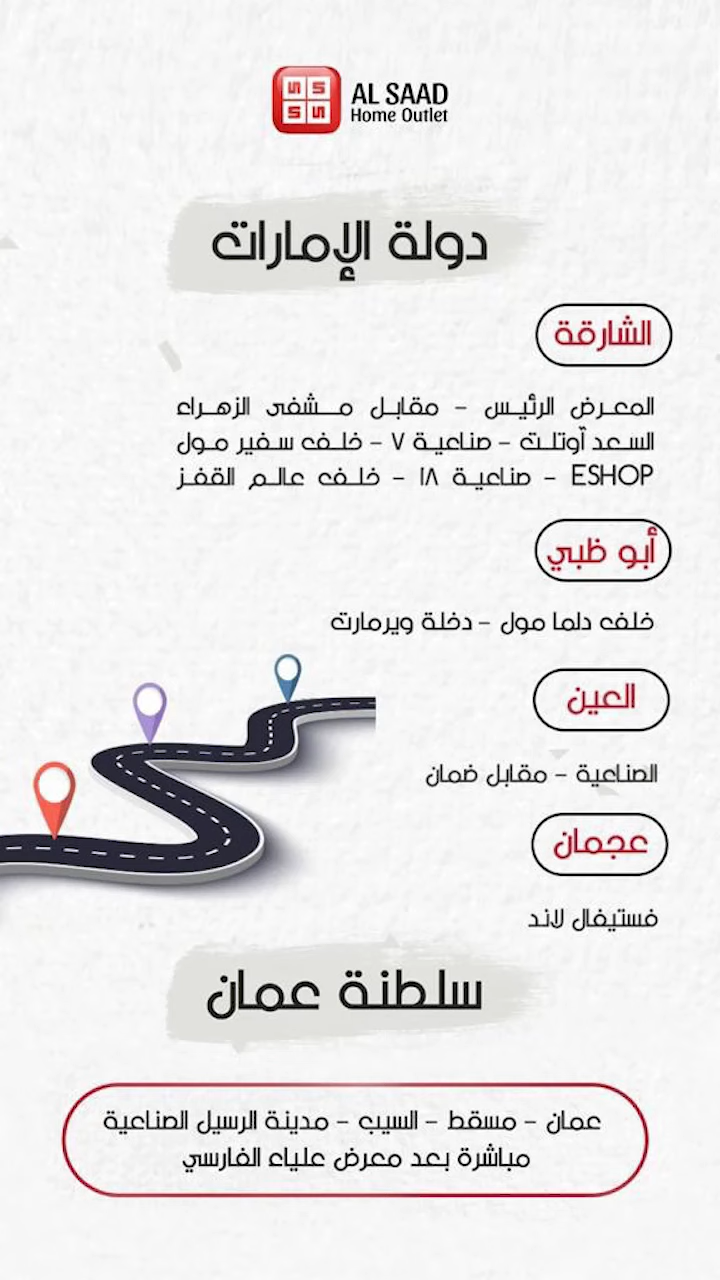 AL SAAD
Home Outlet
دولة الإمارات
الشارقة
المعرض الرئيس - مقابل مشفى الزهراء
السعد أوتلت - صناعية ٧ - خلف سفير مول
ESHOP - صناعية ١٨ - خلف عالم القفز
أبو ظبي
خلف دلما مول - دخلة ويرمارت
العين
الصناعية - مقابل ضمان
عجمان
فستيفال لاند
سلطنة عمان
عمان - مسقط - السيب - مدينة الرسيل الصناعية
مباشرة بعد معرض علياء الفارسي